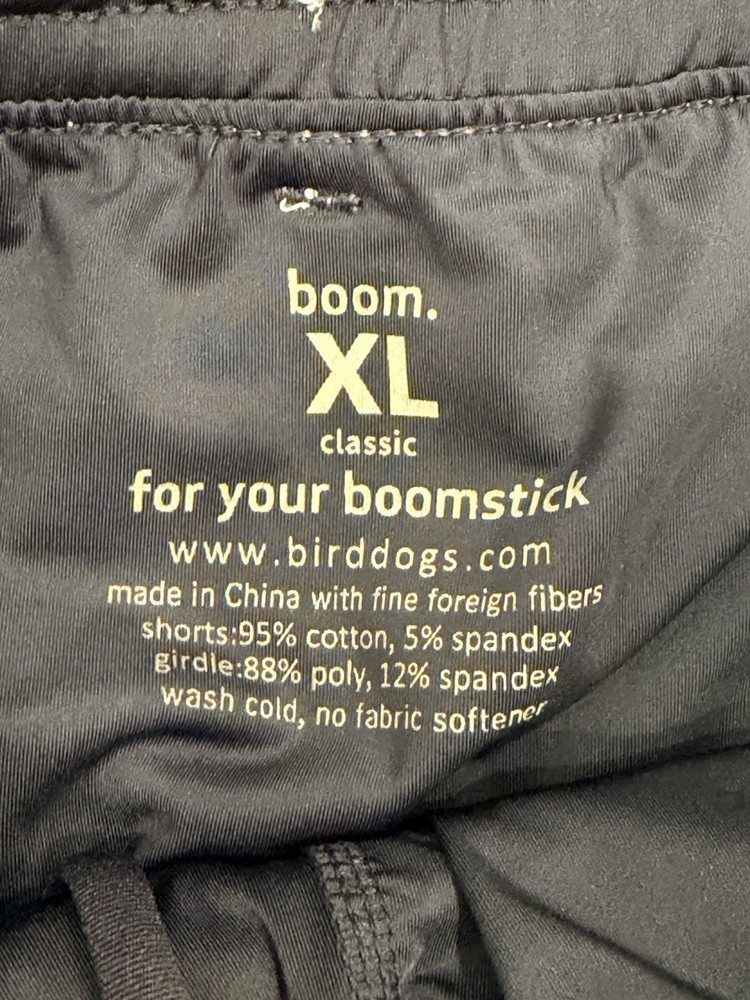 boom.
XL
classic
for your boomstick
www.birddogs.com
made in China with fine foreign fibers
shorts:95% cotton, 5% spandex
girdle:88% poly, 12% spandex
wash cold, no fabric softener